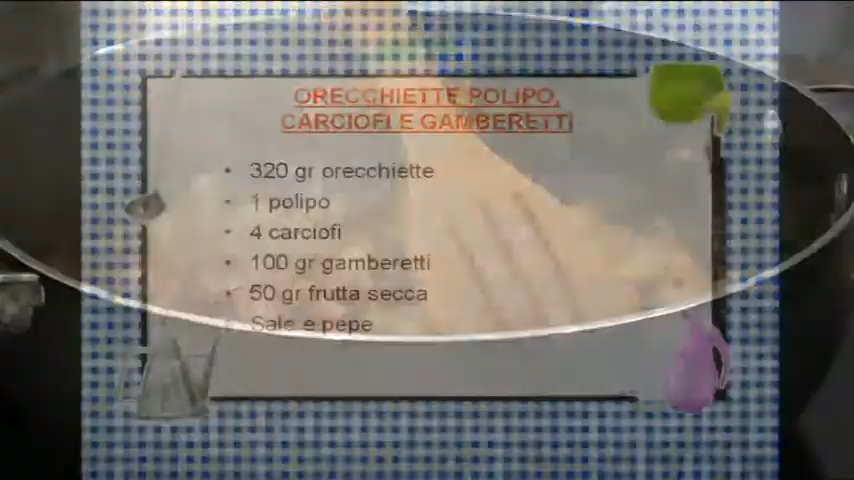 ORECCHIETTE POLIPO,
CARCIOFI E GAMBERETTI
• 320 gr orecchiette
• 1 polipo
• 4 carciofi
• 100 gr gamberetti
• 50 gr frutta secca
• Sale e pepe